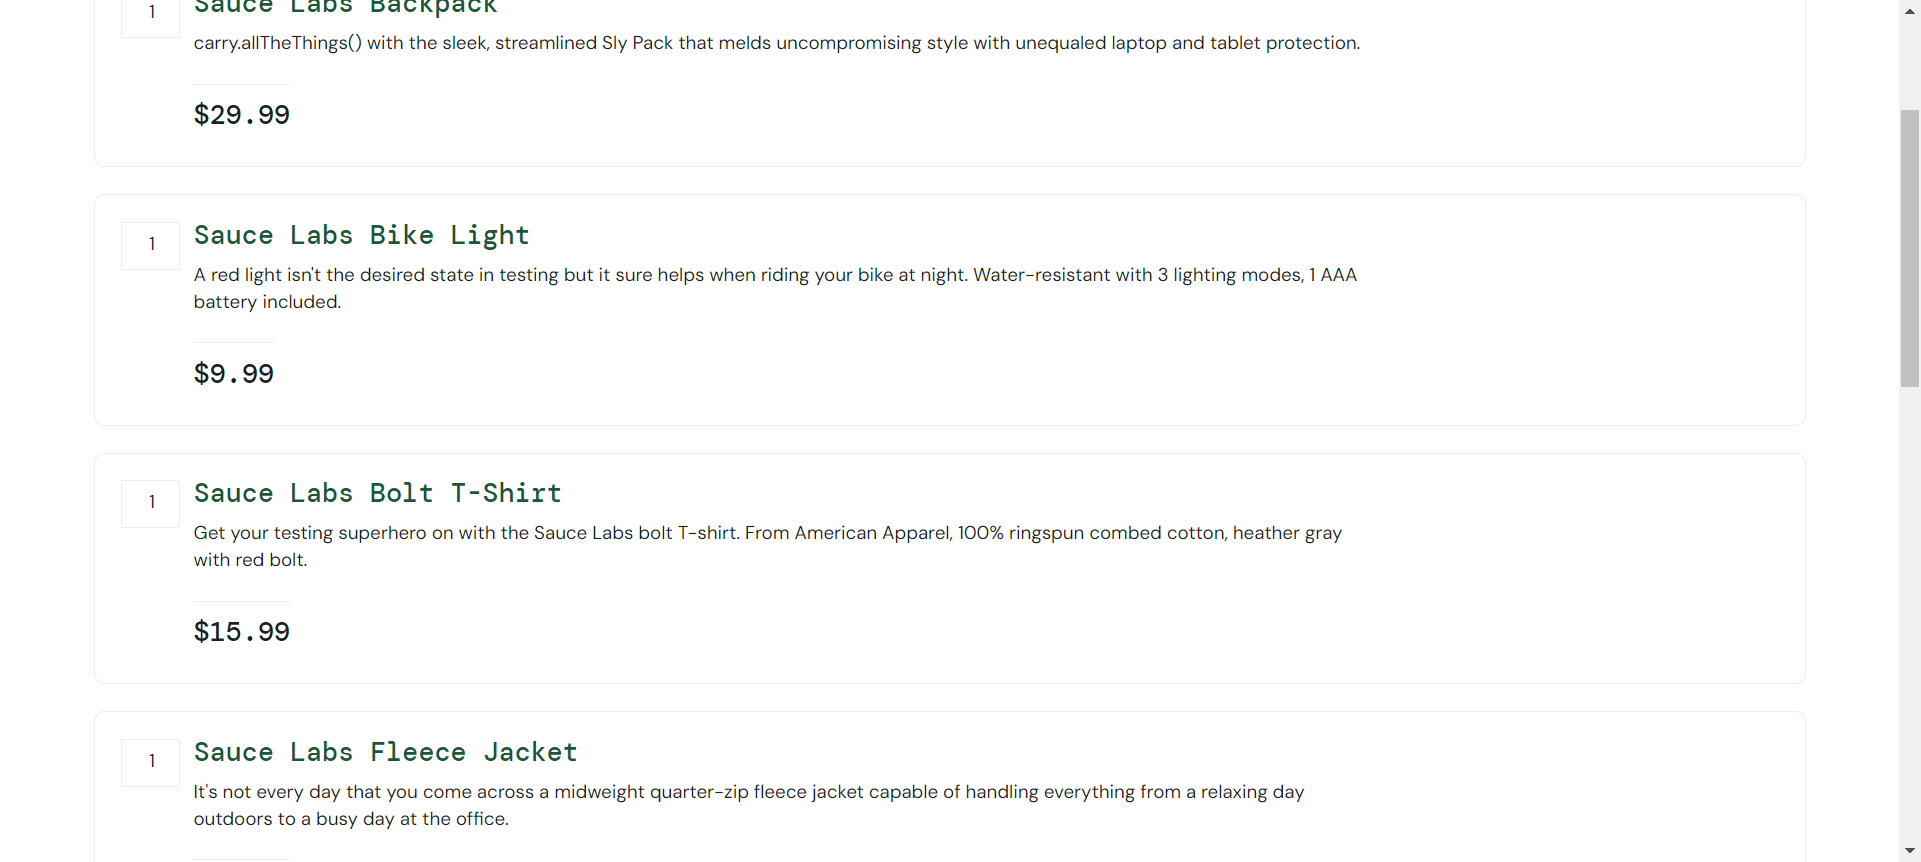 Sauce Labs Backpack
1
carry.allTheThings() with the sleek, streamlined Sly Pack that melds uncompromising style with unequaled laptop and tablet protection.
$29.99
1
Sauce Labs Bike Light
A red light isn't the desired state in testing but it sure helps when riding your bike at night. Water-resistant with 3 lighting modes, 1 AAA
battery included.
$9.99
1
Sauce Labs Bolt T-Shirt
Get your testing superhero on with the Sauce Labs bolt T-shirt. From American Apparel, 100% ringspun combed cotton, heather gray
with red bolt.
$15.99
1
Sauce Labs Fleece Jacket
It's not every day that you come across a midweight quarter-zip fleece jacket capable of handling everything from a relaxing day
outdoors to a busy day at the office.